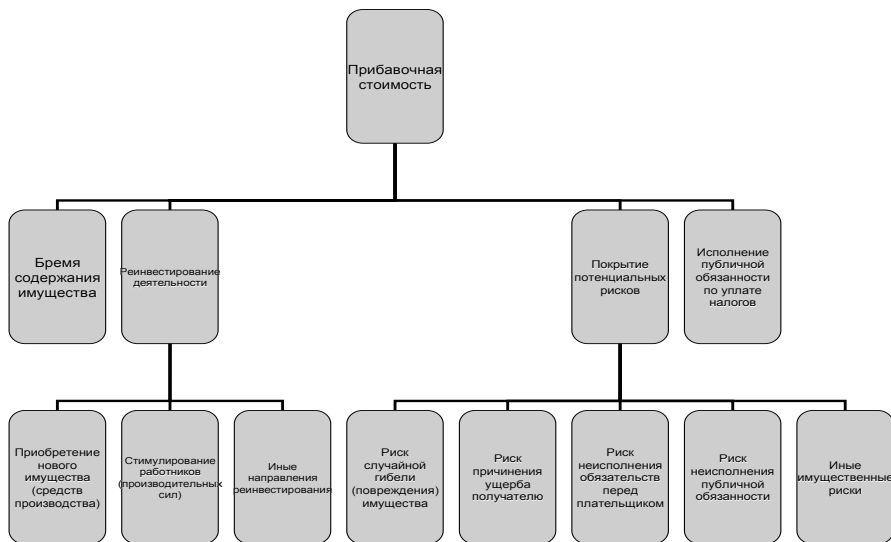 Прибавочная
стоимость
Бремя
содержания
имущества
Реинвестирование
деятельности
Покрытие
потенциальных
рисков
Исполнение
публичной
обязанности
по уплате
налогов
Приобретение
нового
имущества
(средств
производства)
Стимулирование
работников
(производительных
сил)
Иные
направления
реинвестирования
Риск
случайной
гибели
(повреждения)
имущества
Риск
причинения
ущерба
получателю
Риск
неисполнения
обязательств
перед
плательщиком
Риск
неисполнения
публичной
обязанности
Иные
имущественные
риски